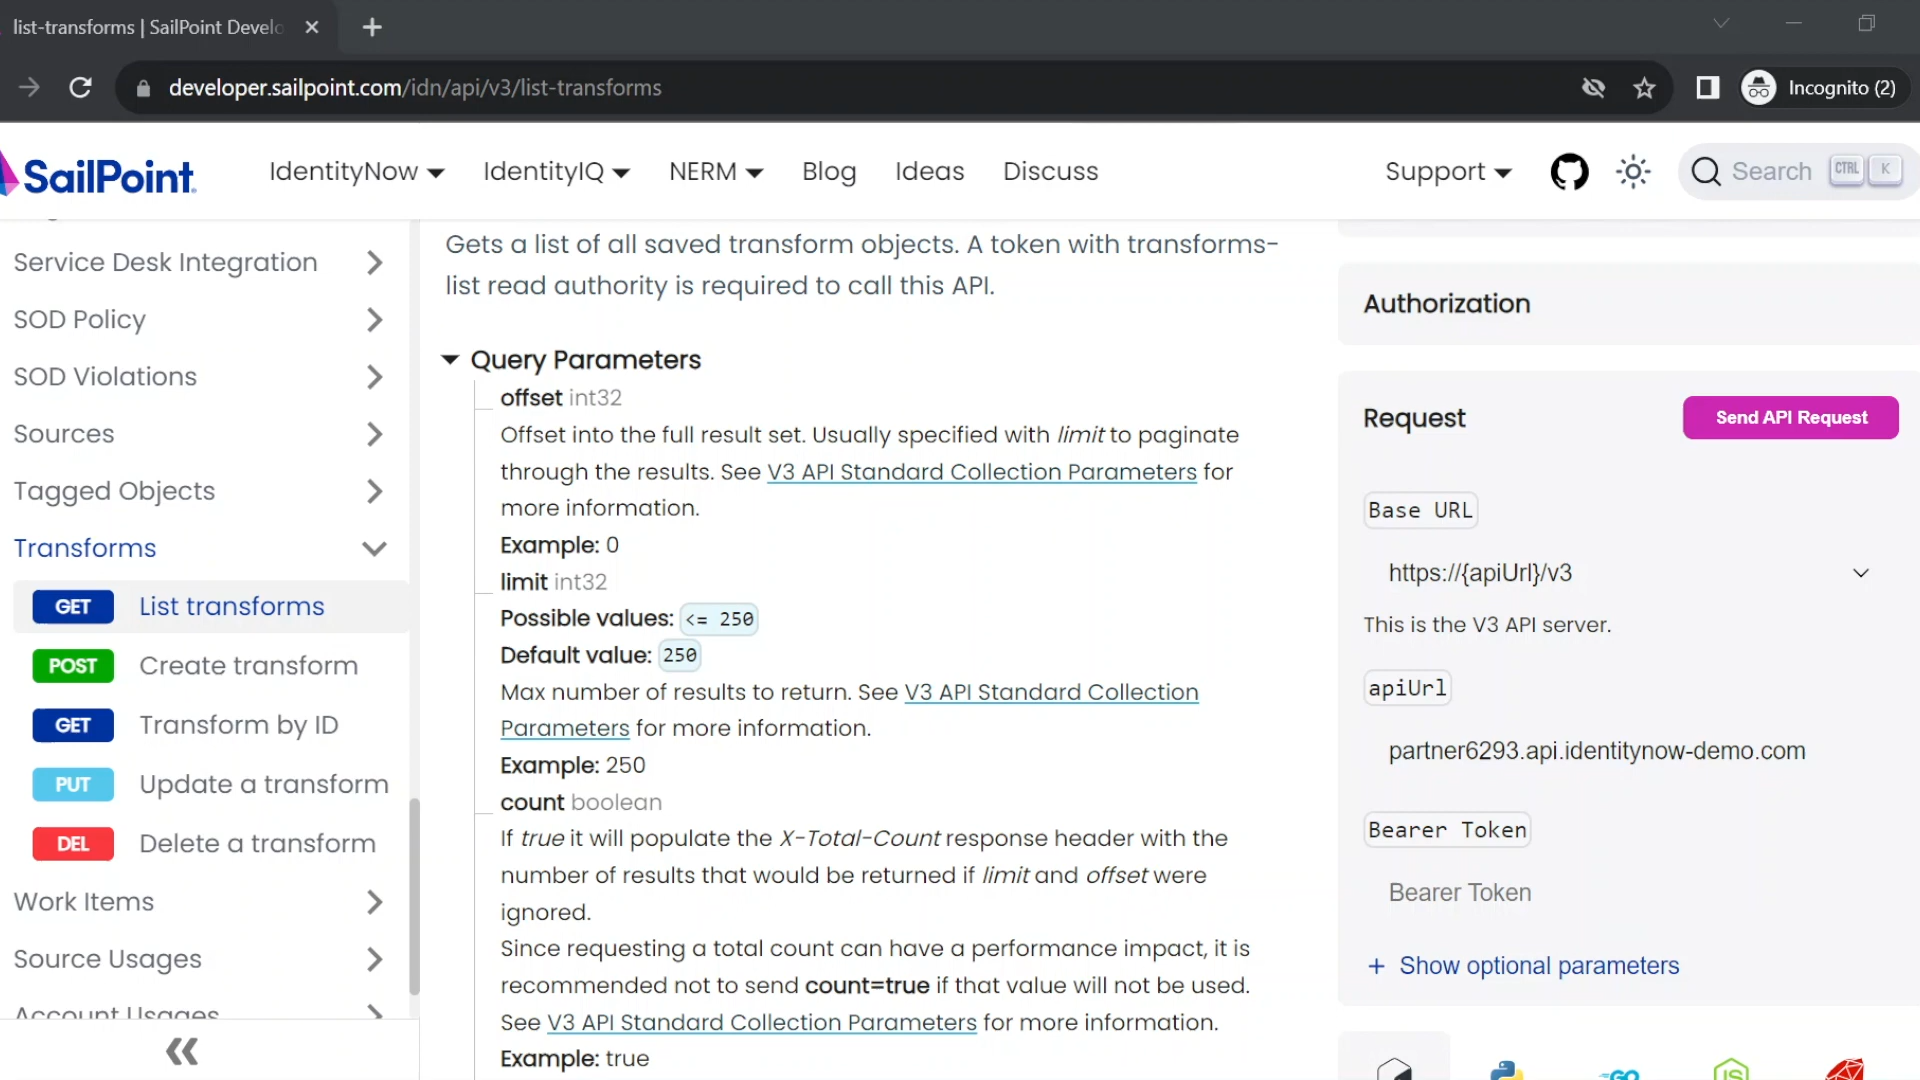 list-transforms | SailPoint Develo
developer.sailpoint.com/idn/api/v3/list-transforms
Incognito (2)
SailPoint
IdentityNow
IdentityIQ
NERM
Blog
Ideas
Discuss
Support
Search
CTRL
K
Service Desk Integration
SOD Policy
SOD Violations
Sources
Tagged Objects
Transforms
GET List transforms
POST Create transform
GET Transform by ID
PUT Update a transform
DEL Delete a transform
Work Items
Source Usages
Account Usages
Gets a list of all saved transform objects. A token with transforms-
list read authority is required to call this API.
Query Parameters
offset int32
Offset into the full result set. Usually specified with limit to paginate
through the results. See V3 API Standard Collection Parameters for
more information.
Example: 0
limit int32
Possible values: <= 250
Default value: 250
Max number of results to return. See V3 API Standard Collection
Parameters for more information.
Example: 250
count boolean
If true it will populate the X-Total-Count response header with the
number of results that would be returned if limit and offset were
ignored.
Since requesting a total count can have a performance impact, it is
recommended not to send count=true if that value will not be used.
See V3 API Standard Collection Parameters for more information.
Example: true
Authorization
Request
Send API Request
Base URL
https://{apiUrl}/v3
This is the V3 API server.
apiUrl
partner6293.api.identitynow-demo.com
Bearer Token
Bearer Token
+ Show optional parameters
GO
JS